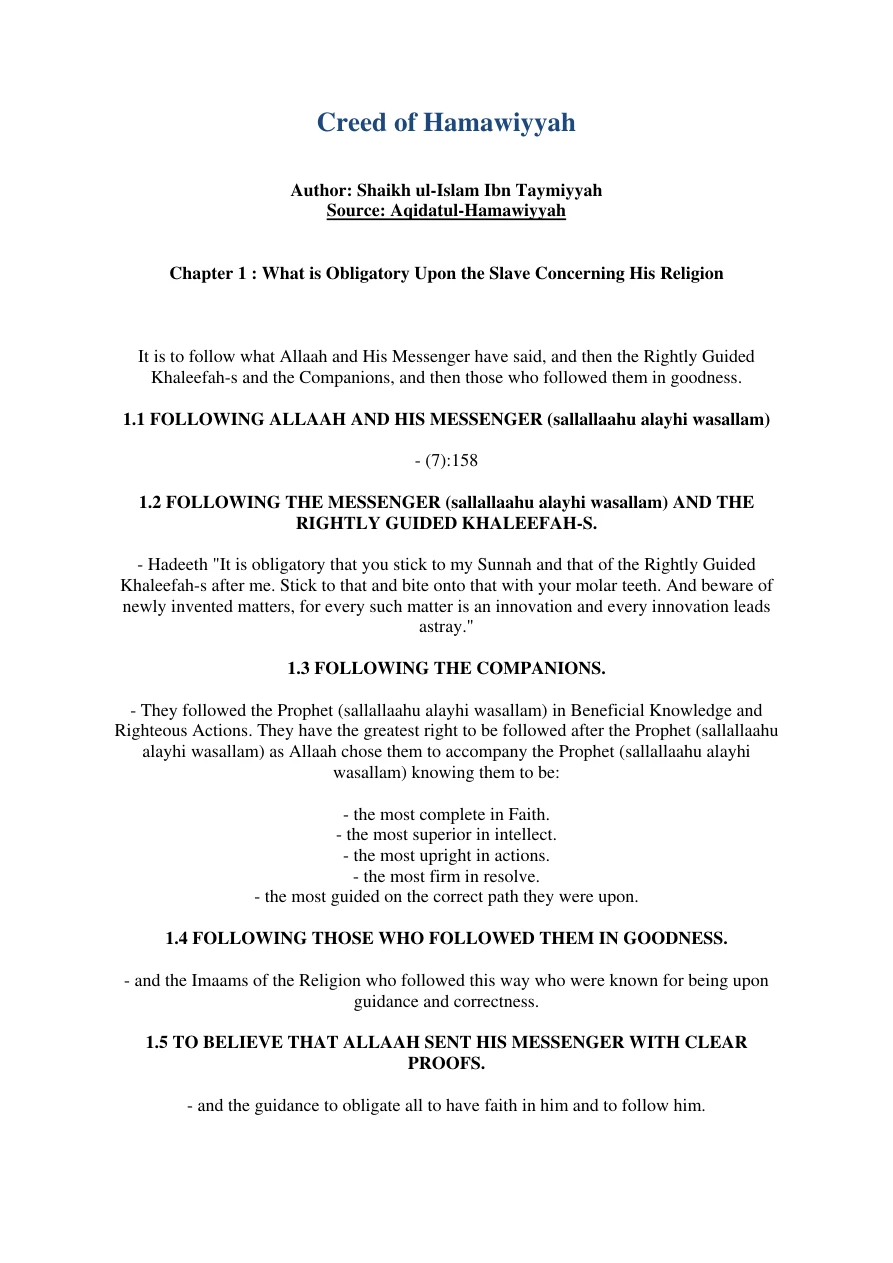 Creed of Hamawiyyah
Author: Shaikh ul-Islam Ibn Taymiyyah
Source: Aqidatul-Hamawiyyah
Chapter 1 : What is Obligatory Upon the Slave Concerning His Religion
It is to follow what Allaah and His Messenger have said, and then the Rightly Guided
Khaleefah-s and the Companions, and then those who followed them in goodness.
1.1 FOLLOWING ALLAAH AND HIS MESSENGER (sallallaahu alayhi wasallam)
- (7):158
1.2 FOLLOWING THE MESSENGER (sallallaahu alayhi wasallam) AND THE
RIGHTLY GUIDED KHALEEFAH-S.
- Hadeeth "It is obligatory that you stick to my Sunnah and that of the Rightly Guided
Khaleefah-s after me. Stick to that and bite onto that with your molar teeth. And beware of
newly invented matters, for every such matter is an innovation and every innovation leads
astray."
1.3 FOLLOWING THE COMPANIONS.
- They followed the Prophet (sallallaahu alayhi wasallam) in Beneficial Knowledge and
Righteous Actions. They have the greatest right to be followed after the Prophet (sallallaahu
alayhi wasallam) as Allaah chose them to accompany the Prophet (sallallaahu alayhi
wasallam) knowing them to be:
- the most complete in Faith.
- the most superior in intellect.
- the most upright in actions.
- the most firm in resolve.
- the most guided on the correct path they were upon.
1.4 FOLLOWING THOSE WHO FOLLOWED THEM IN GOODNESS.
- and the Imaams of the Religion who followed this way who were known for being upon
guidance and correctness.
1.5 TO BELIEVE THAT ALLAAH SENT HIS MESSENGER WITH CLEAR
PROOFS.
- and the guidance to obligate all to have faith in him and to follow him.